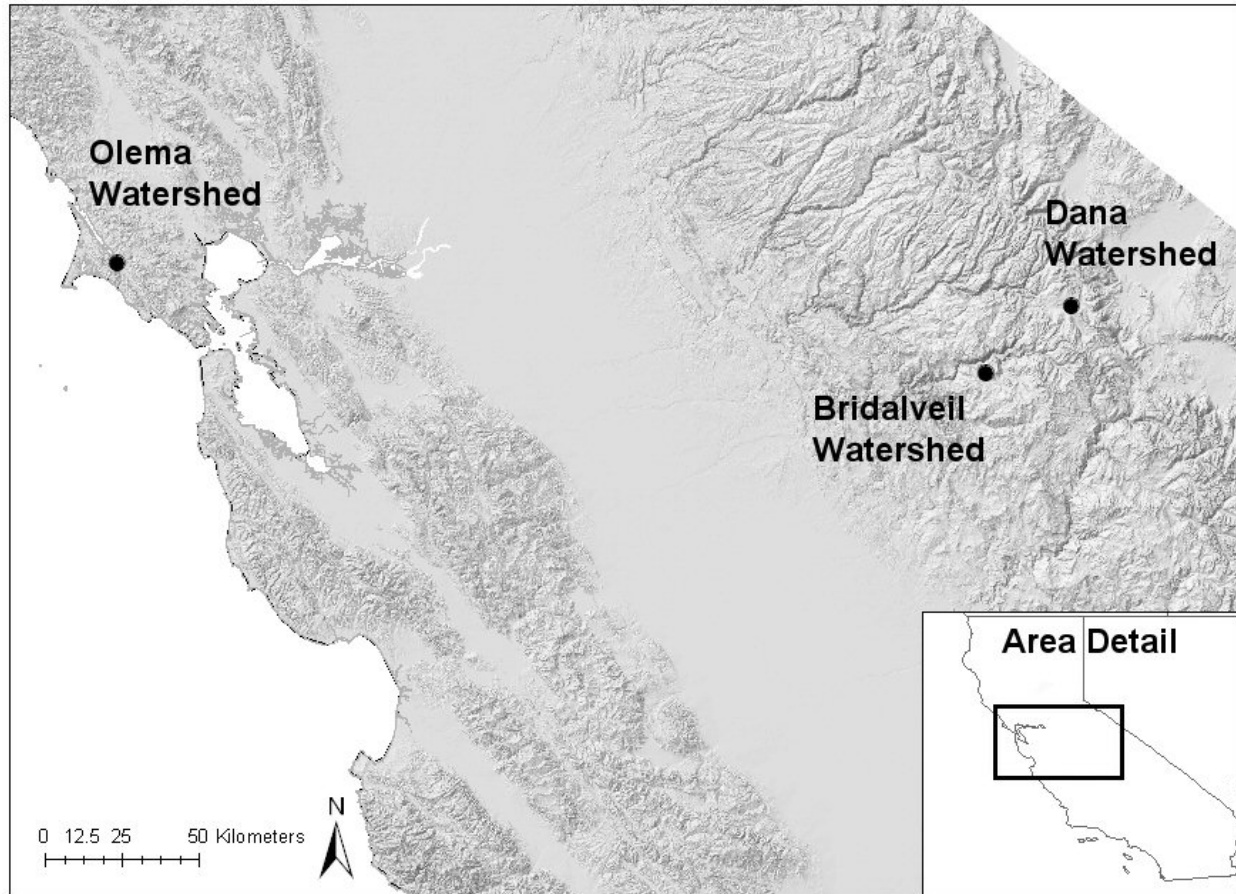 Olema
Watershed
Dana
Watershed
Bridalveil
Watershed
Area Detail
N
0 12.5 25 50 Kilometers